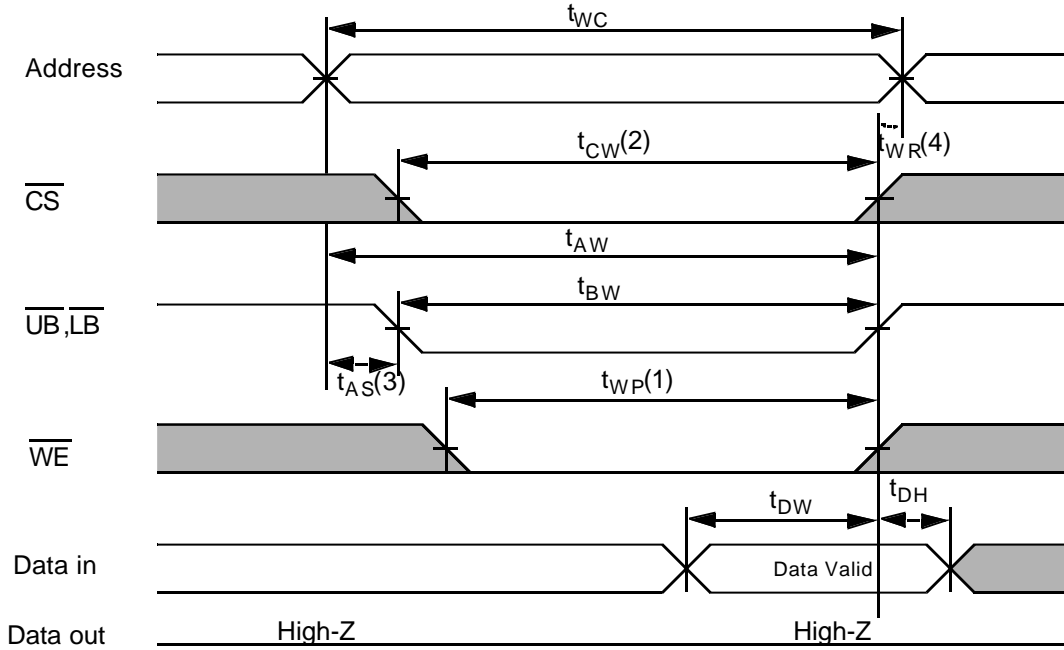 tWC
Address
tCW(2)
tWR(4)
CS
tAW
tBW
UB,LB
tAS(3)
tWP(1)
WE
tDW
tDH
Data in
Data Valid
Data out
High-Z
High-Z